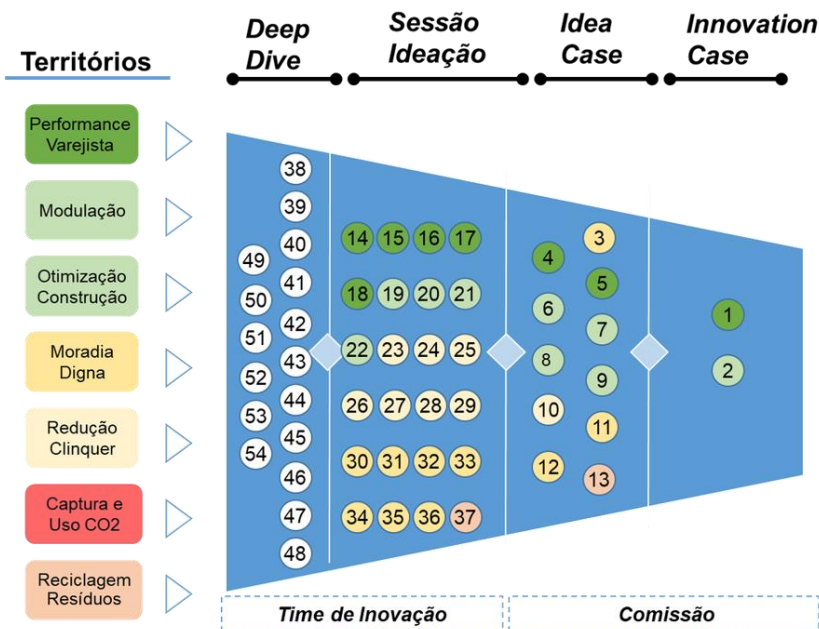 Territórios
Deep
Dive
Sessão
Ideação
Idea
Case
Innovation
Case
Performance
Varejista
Modulação
Otimização
Construção
Moradia
Digna
Redução
Clinquer
Captura e
Uso CO2
Reciclagem
Resíduos
38
39
40
41
42
43
44
45
46
47
48
49
50
51
52
53
54
14 15 16 17
18 19 20 21
22 23 24 25
26 27 28 29
30 31 32 33
34 35 36 37
3
4
5
6
7
8
9
10
11
12
13
1
2
Time de Inovação
Comissão